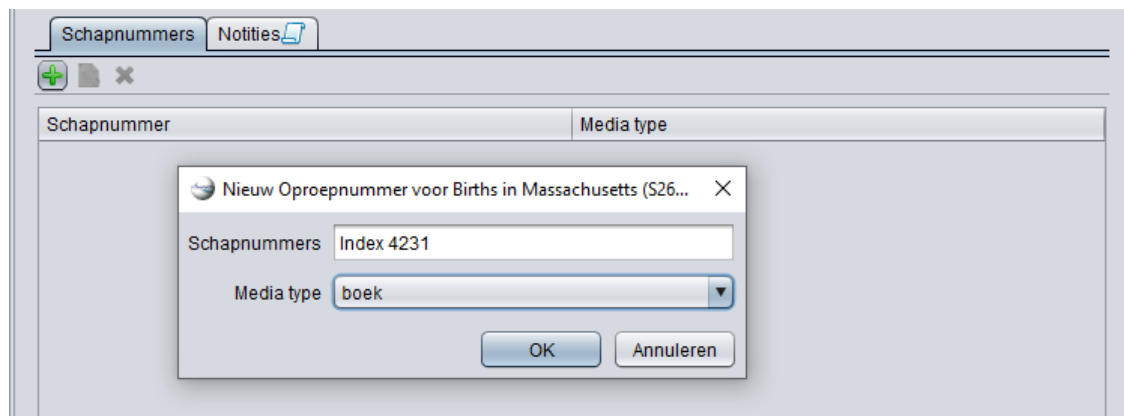 Schapnummers Notities
Schapnummer Media type
Nieuw Oproepnummer voor Births in Massachusetts (S26...
Schapnummers Index 4231
Media type boek
OK Annuleren